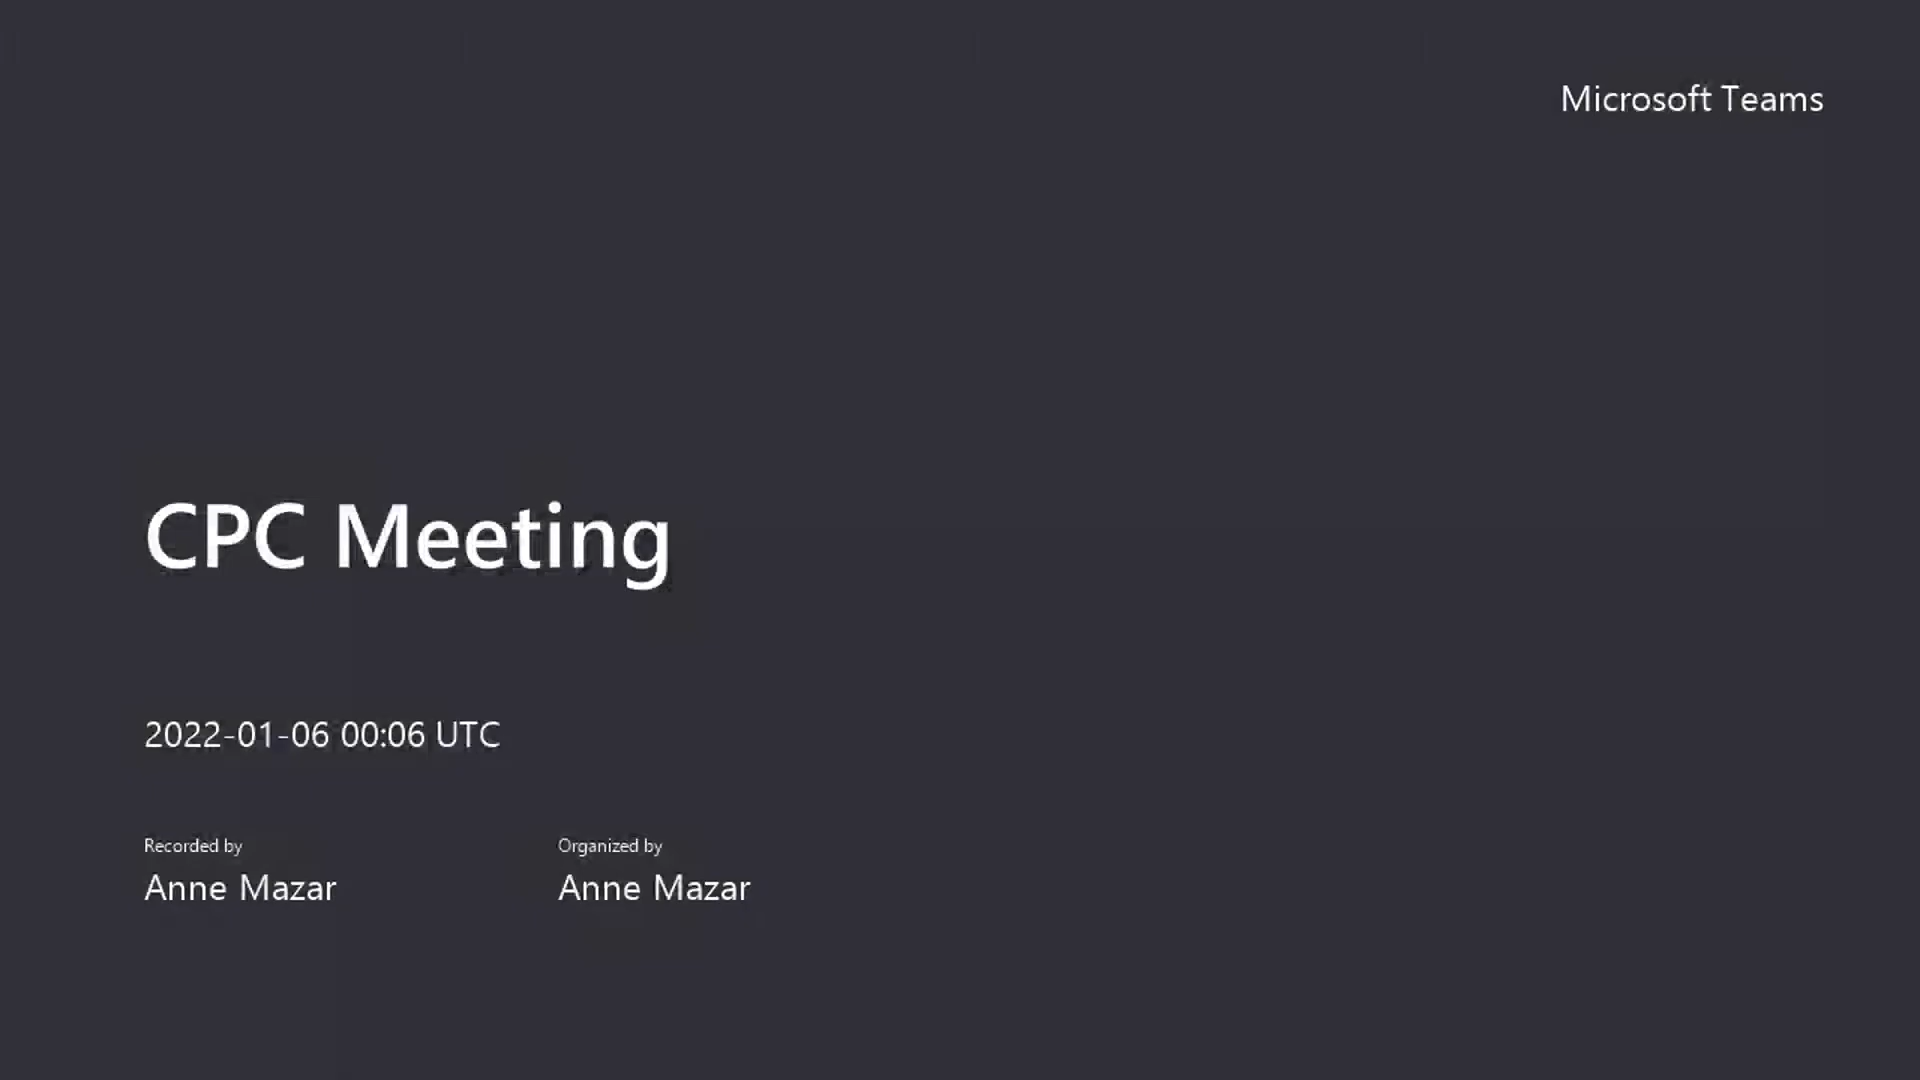 Microsoft Teams
CPC Meeting
2022-01-06 00:06 UTC
Recorded by
Anne Mazar
Organized by
Anne Mazar